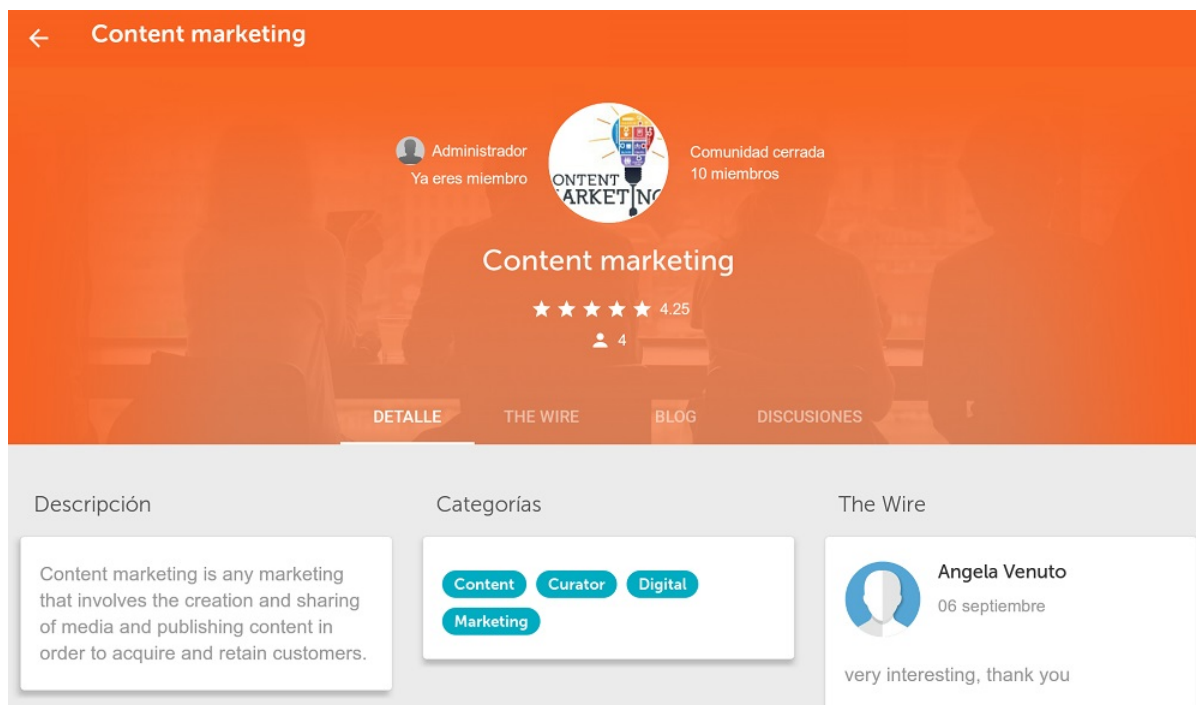 Content marketing
Administrador
Ya eres miembro
ONTENT
ARKETING
Comunidad cerrada
10 miembros
Content marketing
4.25
4
DETALLE THE WIRE BLOG DISCUSIONES
Descripción
Content marketing is any marketing
that involves the creation and sharing
of media and publishing content in
order to acquire and retain customers.
Categorías
Content Curator Digital
Marketing
The Wire
Angela Venuto
06 septiembre
very interesting, thank you